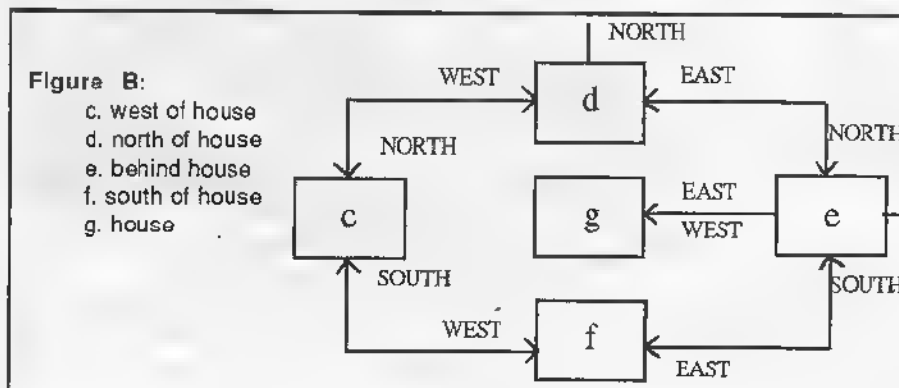 NORTH
Figure B:
c. west of house
d. north of house
e. behind house
f. south of house
g. house
WEST
d
EAST
NORTH
NORTH
c
g
EAST
WEST
e
SOUTH
SOUTH
WEST
f
EAST